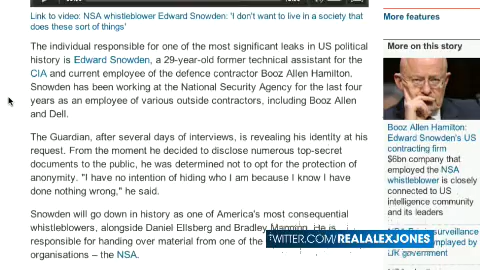 Link to video: NSA whistleblower Edward Snowden: 'I don't want to live in a society that
does these sort of things'
The individual responsible for one of the most significant leaks in US political
history is Edward Snowden, a 29-year-old former technical assistant for the
CIA and current employee of the defence contractor Booz Allen Hamilton.
Snowden has been working at the National Security Agency for the last four
years as an employee of various outside contractors, including Booz Allen
and Dell.
The Guardian, after several days of interviews, is revealing his identity at his
request. From the moment he decided to disclose numerous top-secret
documents to the public, he was determined not to opt for the protection of
anonymity. "I have no intention of hiding who I am because I know I have
done nothing wrong," he said.
Snowden will go down in history as one of America's most consequential
whistleblowers, alongside Daniel Ellsberg and Bradley Manning. He is
responsible for handing over material from one of the
organisations – the NSA.
More features
More on this story
Booz Allen Hamilton:
Edward Snowden's US
contracting firm
$6bn company that
employed the NSA
whistleblower is closely
connected to US
intelligence community
and its leaders
surveillance
employed by
UK government
TWITTER.COM/REALALEXJONES